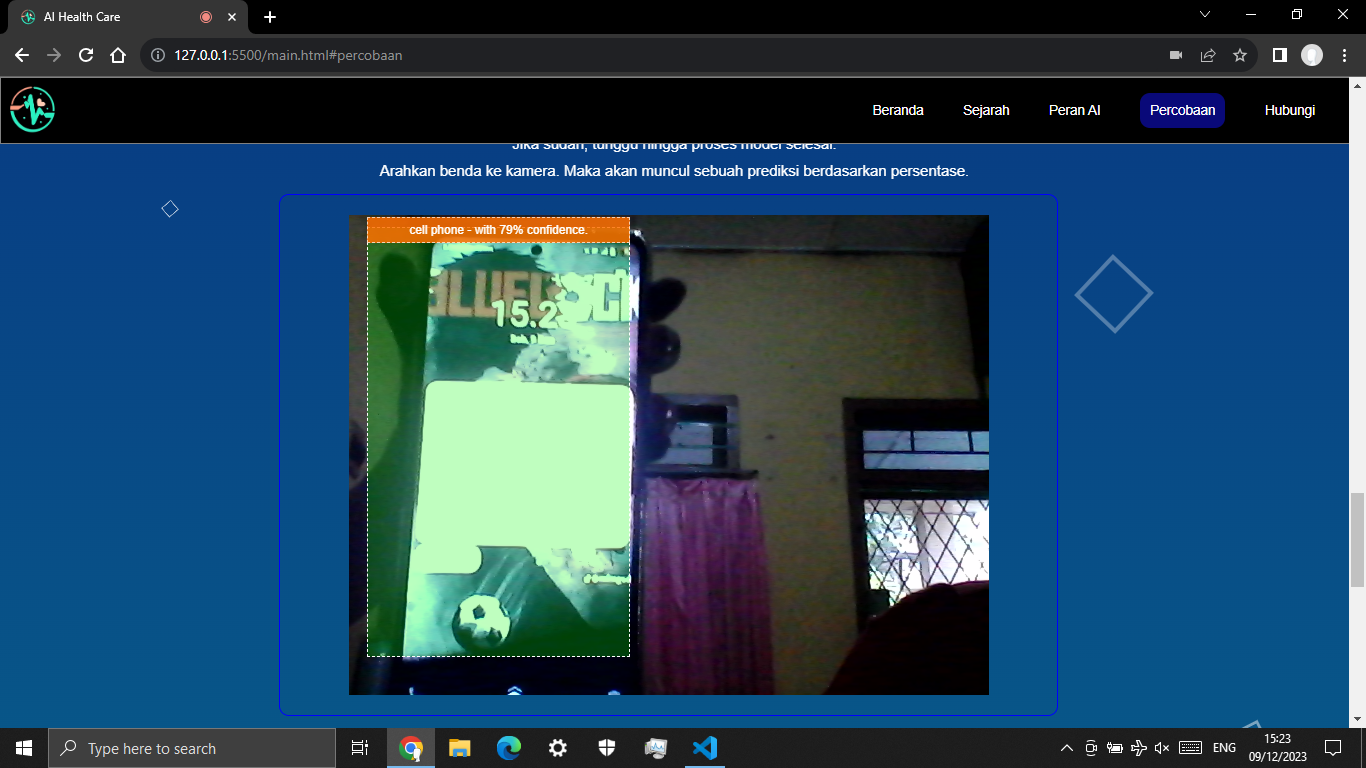 AI Health Care
127.0.0.1:5500/main.html#percobaan
Beranda
Sejarah
Peran AI
Percobaan
Hubungi
Jika sudah, tunggu hingga proses model selesai.
Arahkan benda ke kamera. Maka akan muncul sebuah prediksi berdasarkan persentase.
cell phone - with 79% confidence.
15.2
Type here to search
ENG
15:23
09/12/2023